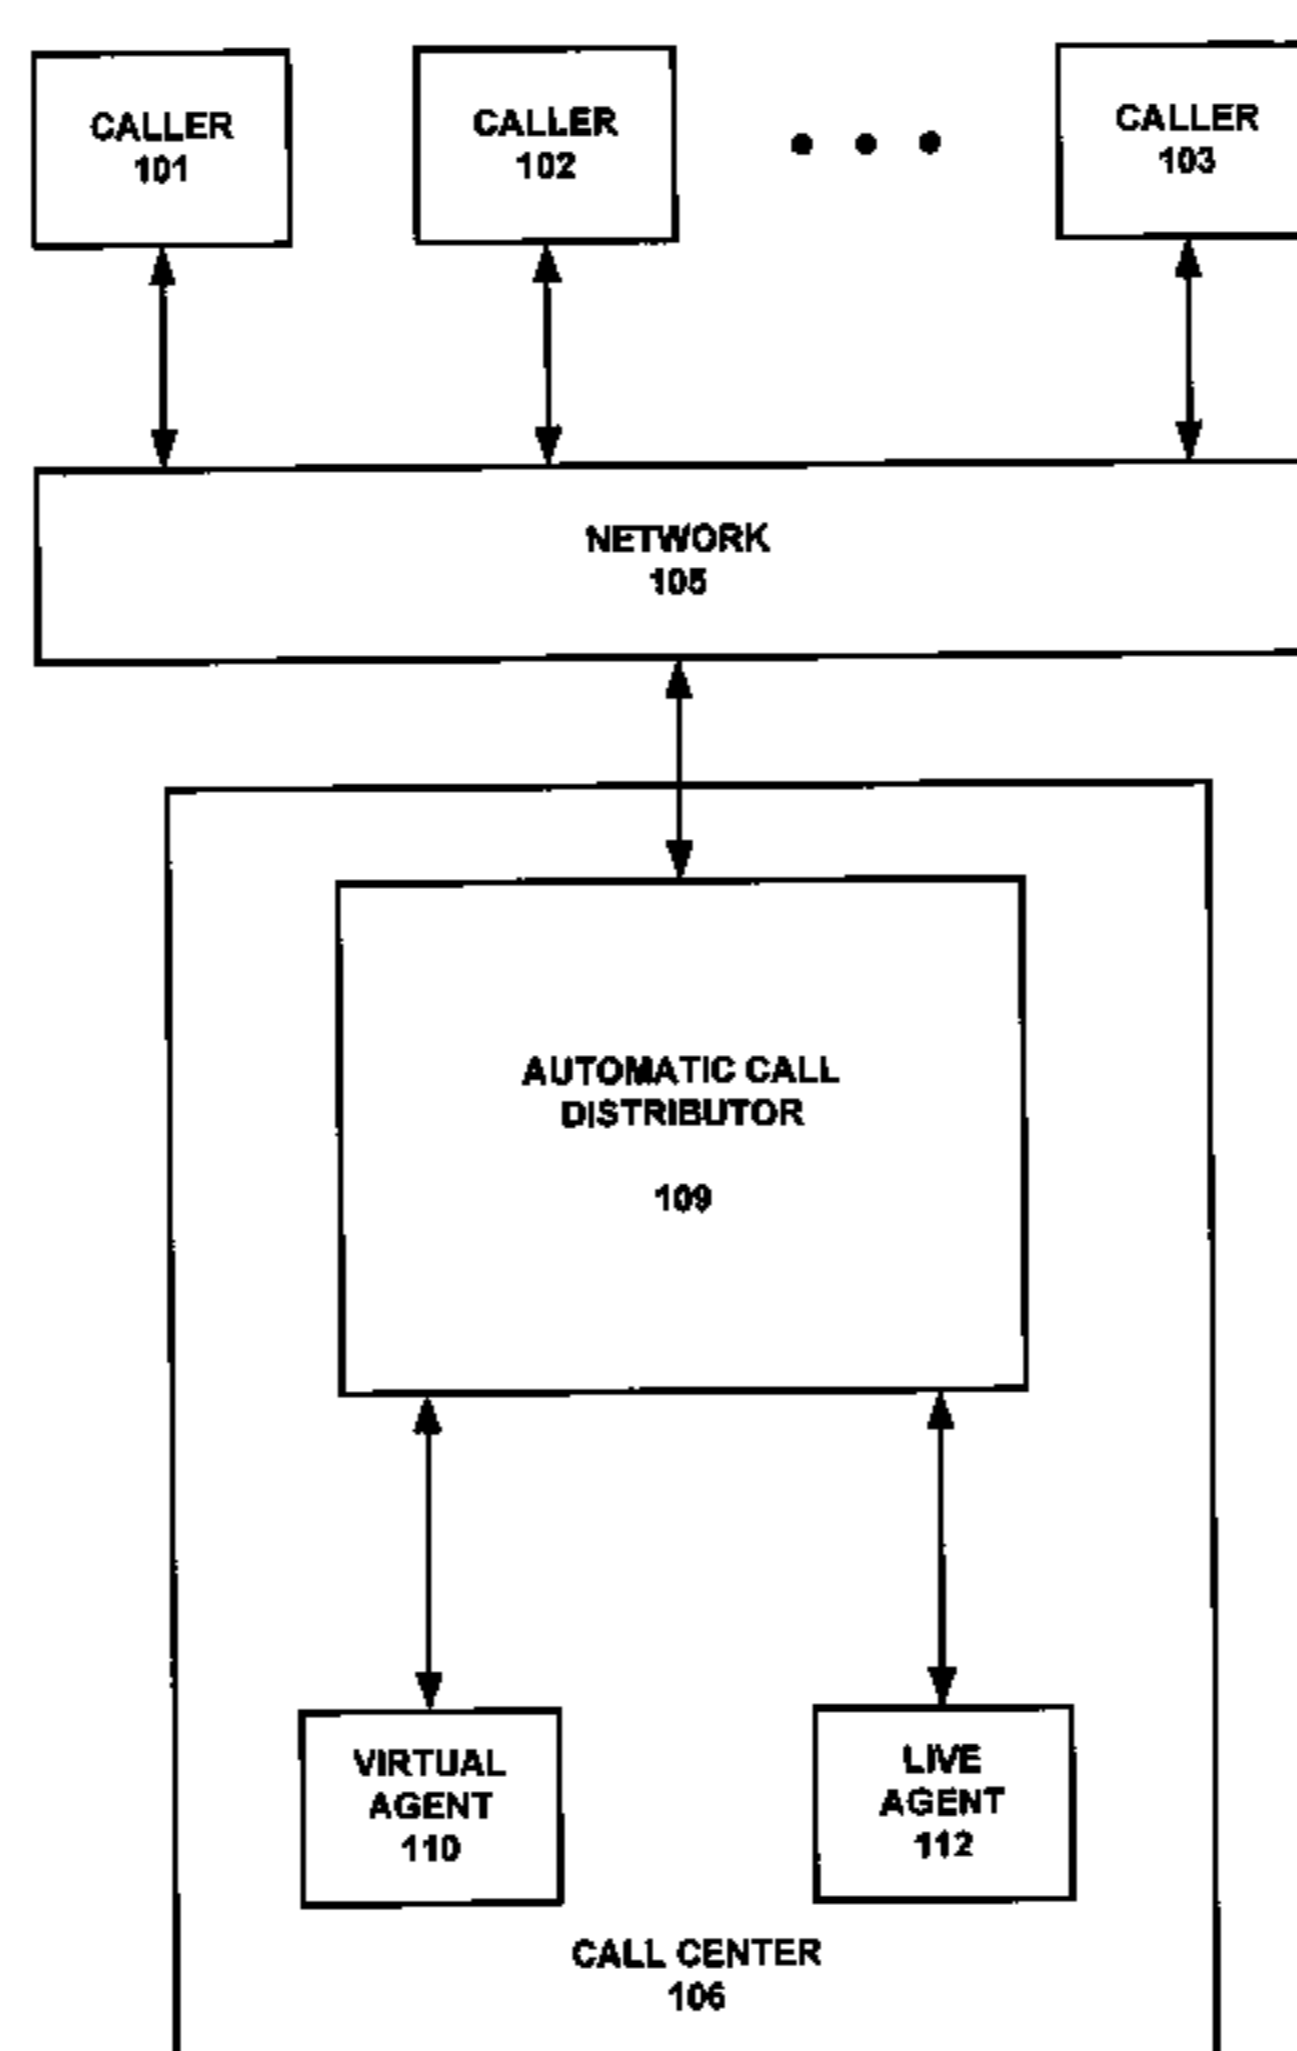 CALLER
101
CALLER
102
CALLER
103
NETWORK
105
AUTOMATIC CALL
DISTRIBUTOR
109
VIRTUAL
AGENT
110
LIVE
AGENT
112
CALL CENTER
106